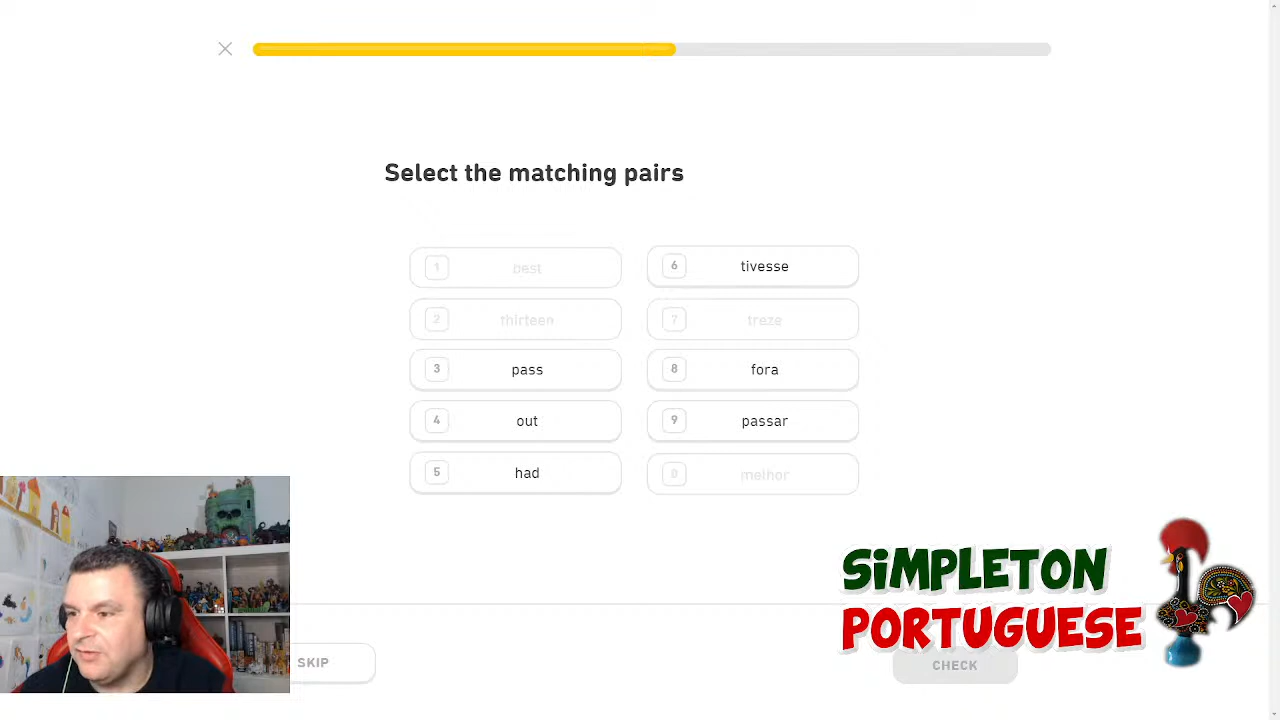 Select the matching pairs
1 best
2 thirteen
3 pass
4 out
5 had
6 tivesse
7 treze
8 fora
9 passar
0 melhor
SKIP
CHECK
SiMPLETON
PORTUGUESE